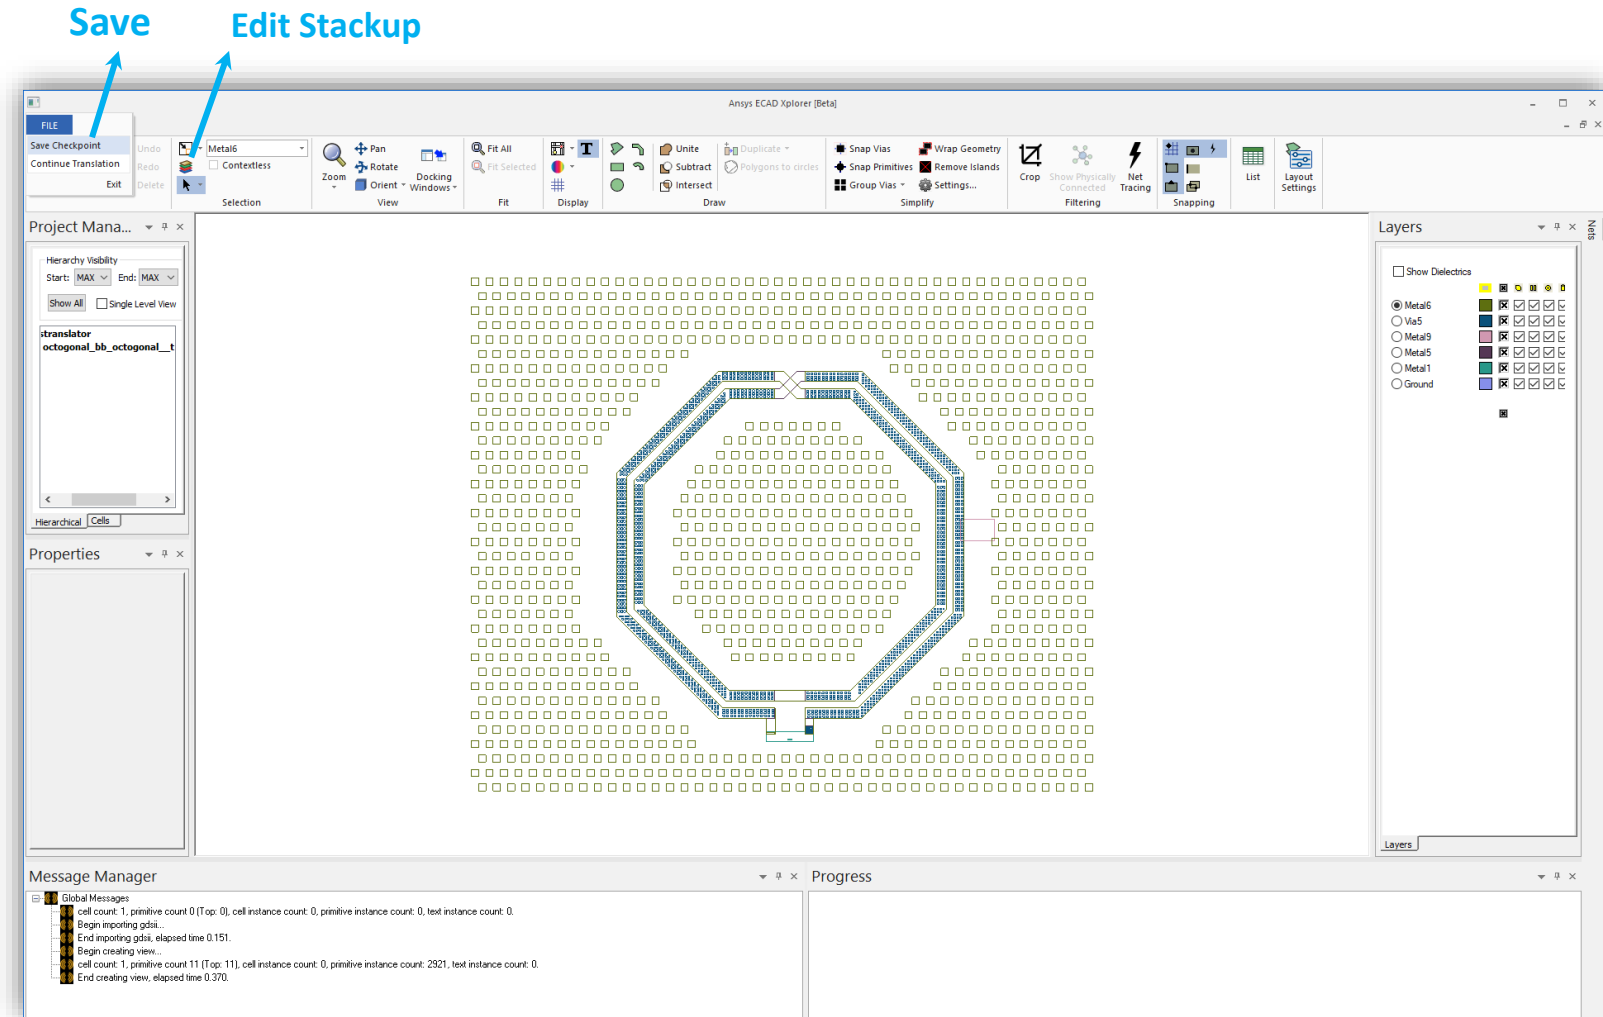 Save
Edit Stackup
Ansys ECAD Xplorer [Beta]
FILE
Save Checkpoint
Continue Translation
Exit
Undo
Redo
Delete
Metal6
Contextless
Selection
Zoom
Pan
Rotate
Orient
Docking Windows
View
Fit All
Fit Selected
Fit
T
Display
Unite
Subtract
Intersect
Duplicate
Polygons to circles
Draw
Snap Vias
Snap Primitives
Group Vias
Wrap Geometry
Remove Islands
Settings...
Simplify
Crop
Show Physically Connected
Net Tracing
Filtering
Snapping
List
Layout Settings
Project Mana...
Hierarchy Visibility
Start: MAX End: MAX
Show All Single Level View
:translator
octogonal_bb_octogonal__t
Hierarchical Cells
Properties
Layers
Nets
Show Dielectrics
Metal6
Via5
Metal9
Metal5
Metal1
Ground
Layers
Message Manager
Global Messages
cell count: 1, primitive count 0 (Top: 0), cell instance count: 0, primitive instance count: 0, text instance count: 0.
Begin importing gdsii...
End importing gdsii, elapsed time 0.151.
Begin creating view...
cell count: 1, primitive count 11 (Top: 11), cell instance count: 0, primitive instance count: 2921, text instance count: 0.
End creating view, elapsed time 0.370.
Progress